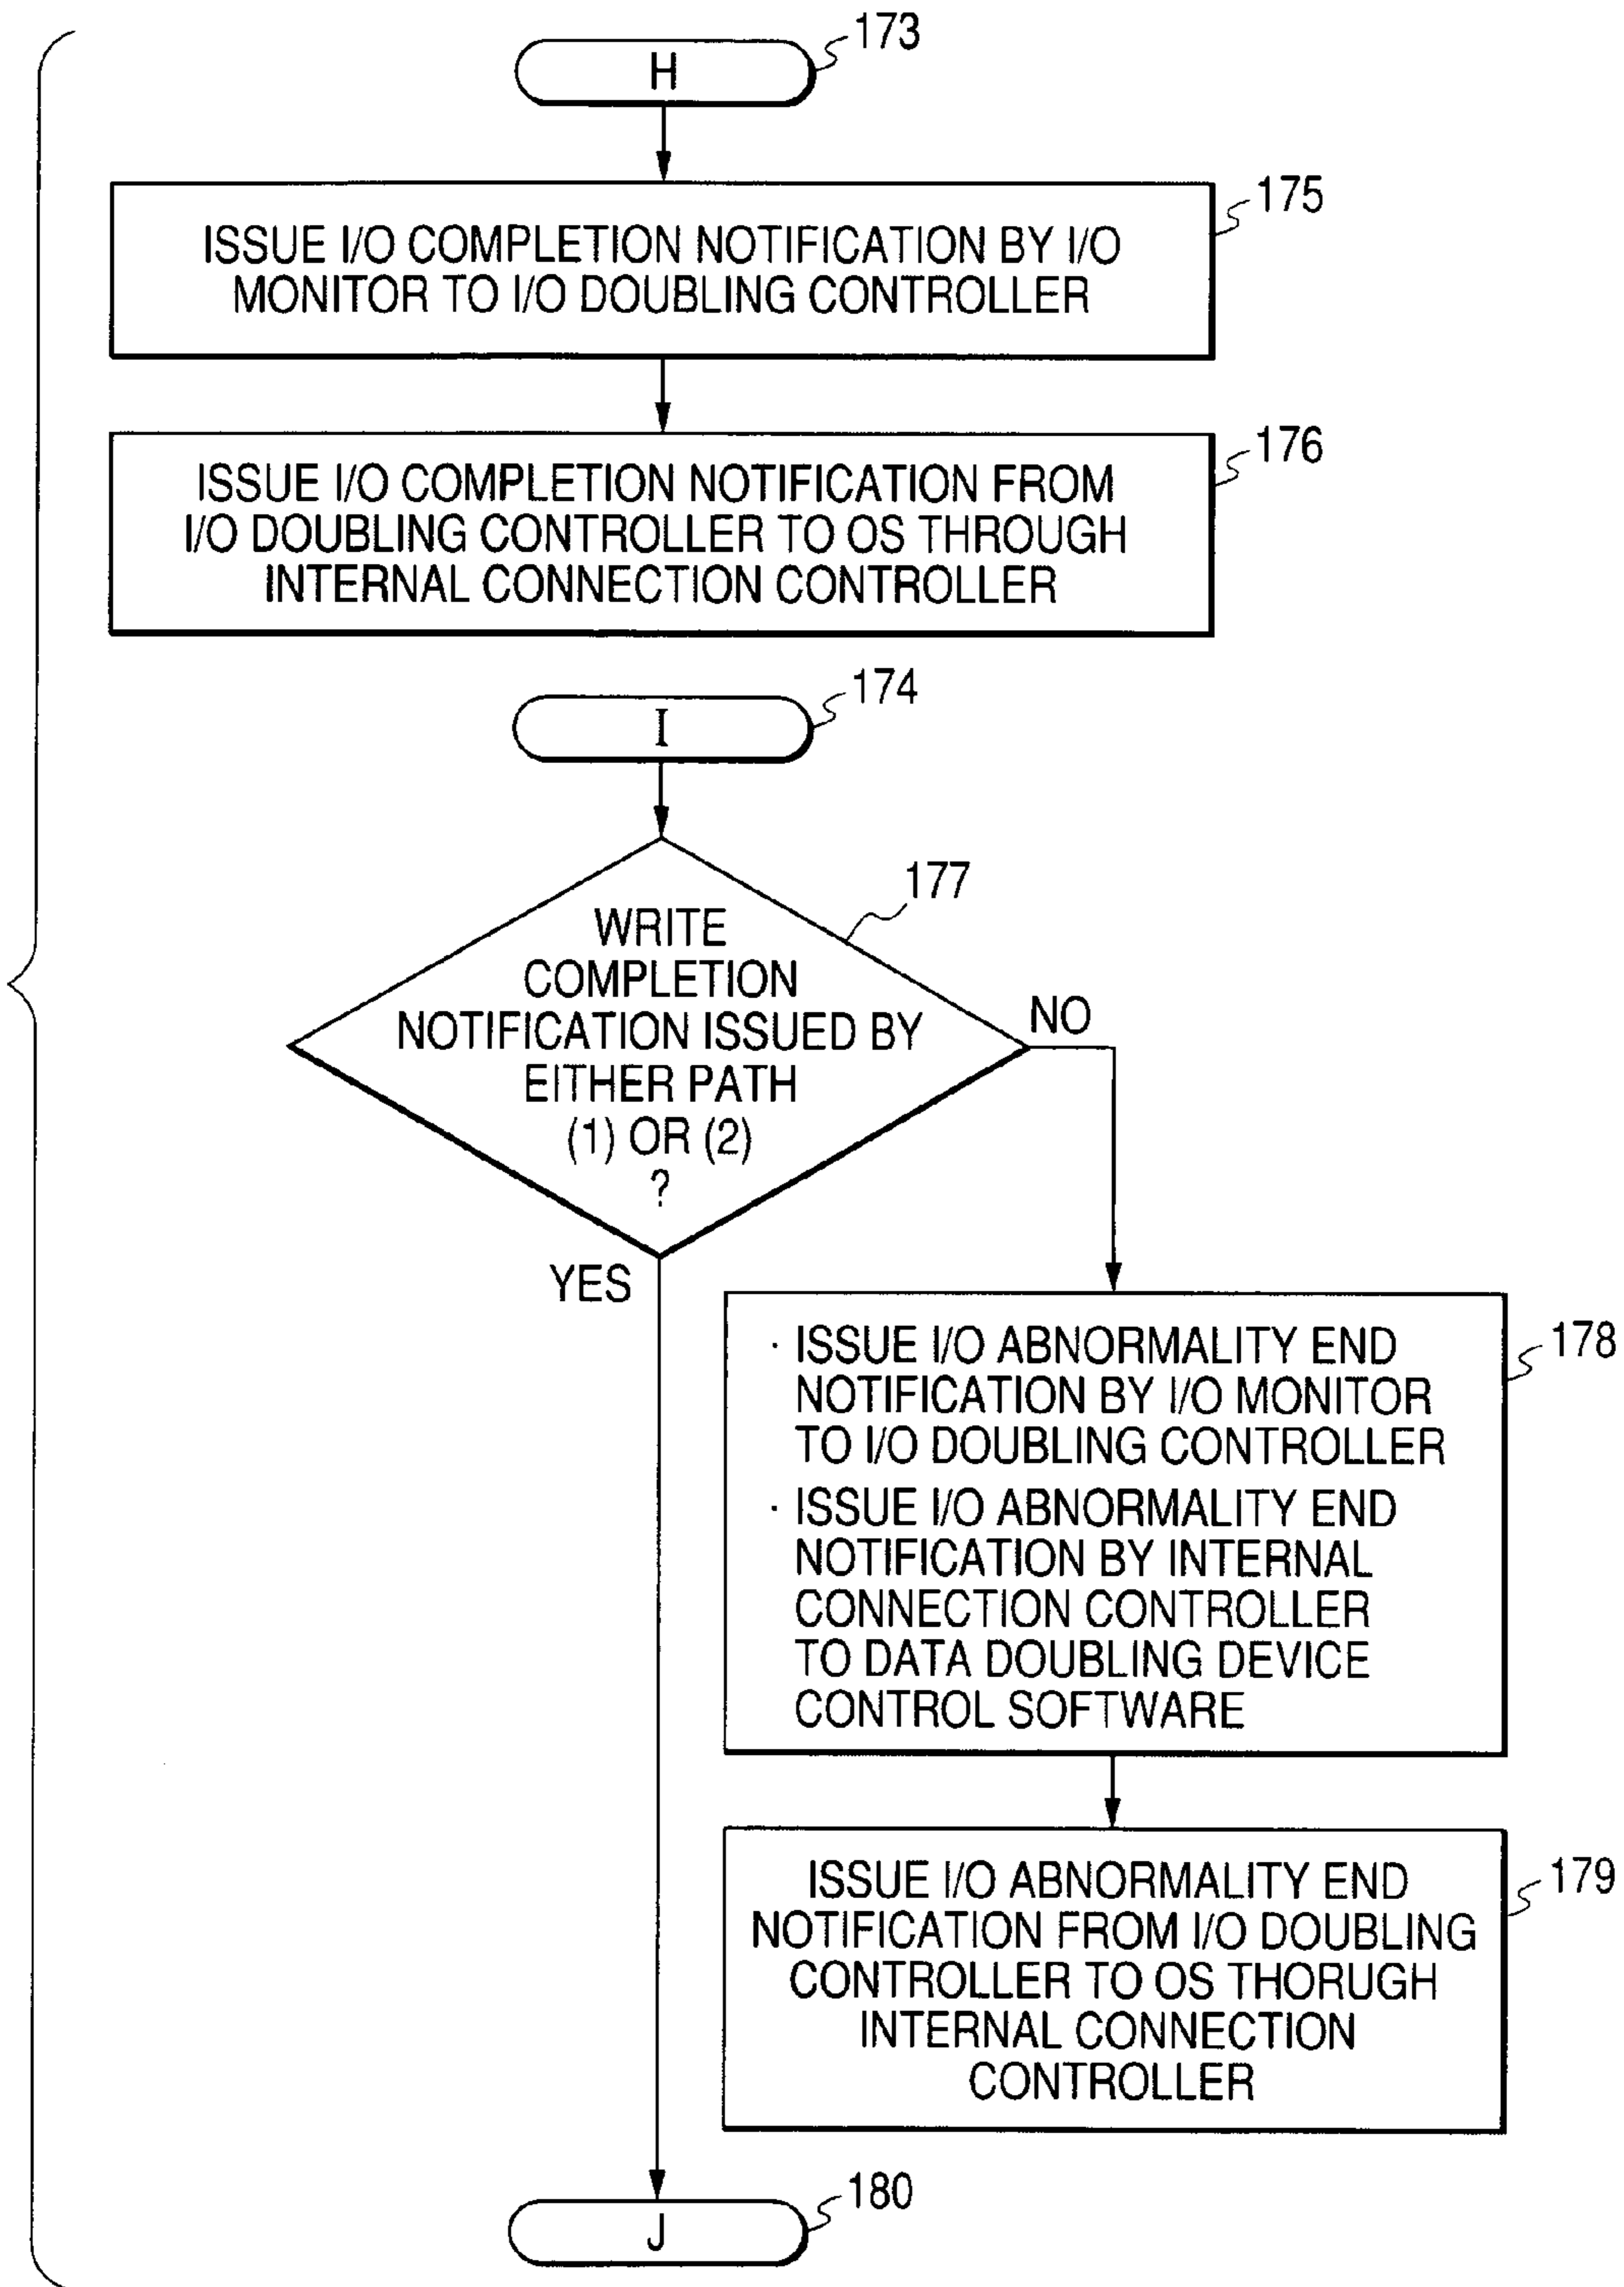 H
173
ISSUE I/O COMPLETION NOTIFICATION BY I/O
MONITOR TO I/O DOUBLING CONTROLLER
175
ISSUE I/O COMPLETION NOTIFICATION FROM
I/O DOUBLING CONTROLLER TO OS THROUGH
INTERNAL CONNECTION CONTROLLER
176
I
174
WRITE
COMPLETION
NOTIFICATION ISSUED BY
EITHER PATH
(1) OR (2)
?
177
NO
YES
· ISSUE I/O ABNORMALITY END
NOTIFICATION BY I/O MONITOR
TO I/O DOUBLING CONTROLLER
· ISSUE I/O ABNORMALITY END
NOTIFICATION BY INTERNAL
CONNECTION CONTROLLER
TO DATA DOUBLING DEVICE
CONTROL SOFTWARE
178
ISSUE I/O ABNORMALITY END
NOTIFICATION FROM I/O DOUBLING
CONTROLLER TO OS THORUGH
INTERNAL CONNECTION
CONTROLLER
179
J
180